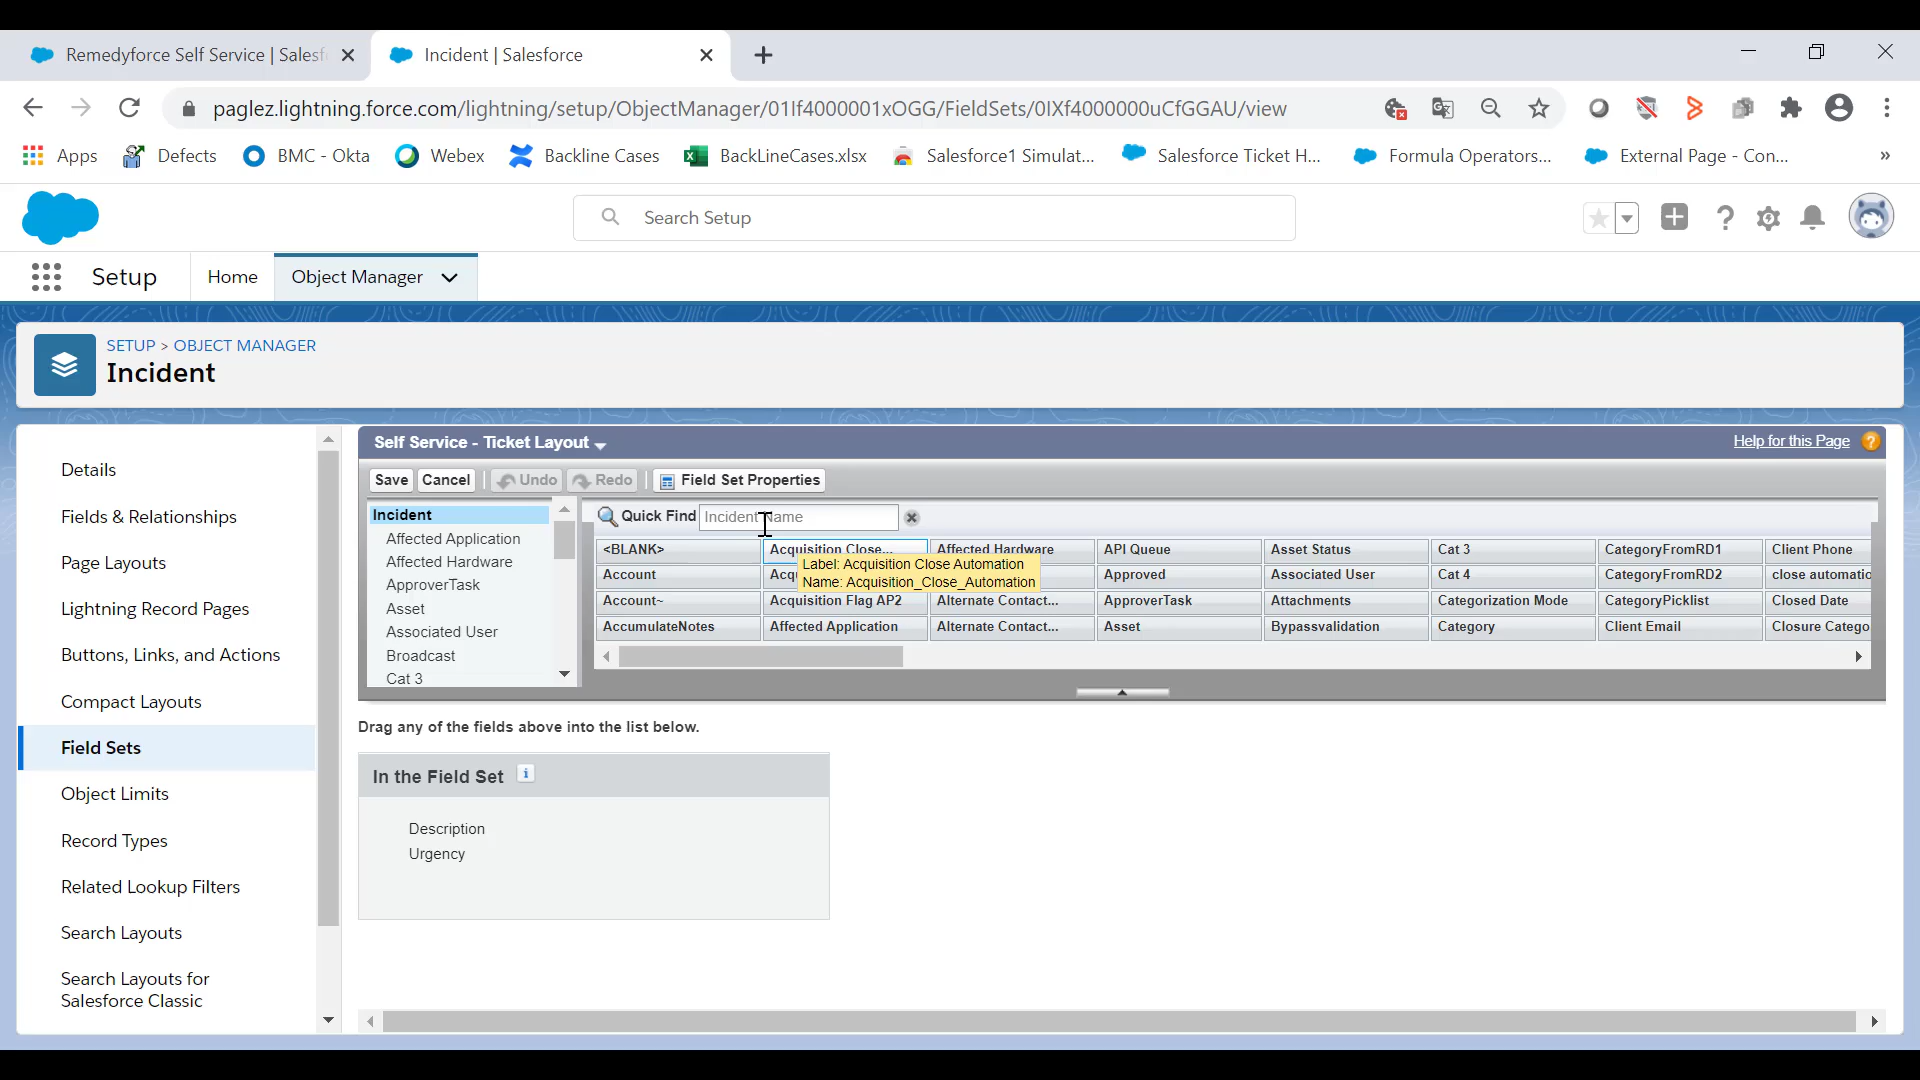 Remedyforce Self Service | Salesf
Incident | Salesforce
paglez.lightning.force.com/lightning/setup/ObjectManager/01If4000001xOGG/FieldSets/0IXf4000000uCfGGAU/view
Apps
Defects
BMC - Okta
Webex
Backline Cases
BackLineCases.xlsx
Salesforce1 Simulat...
Salesforce Ticket H...
Formula Operators...
External Page - Con...
»
Search Setup
Setup
Home
Object Manager
SETUP > OBJECT MANAGER
Incident
Details
Fields & Relationships
Page Layouts
Lightning Record Pages
Buttons, Links, and Actions
Compact Layouts
Field Sets
Object Limits
Record Types
Related Lookup Filters
Search Layouts
Search Layouts for
Salesforce Classic
Self Service - Ticket Layout
Help for this Page
Save
Cancel
Undo
Redo
Field Set Properties
Incident
Affected Application
Affected Hardware
ApproverTask
Asset
Associated User
Broadcast
Cat 3
Quick Find
Incident Name
<BLANK>
Acquisition Close...
Affected Hardware
API Queue
Asset Status
Cat 3
CategoryFromRD1
Client Phone
Account
Acqu
Label: Acquisition Close Automation
Name: Acquisition_Close_Automation
Approved
Associated User
Cat 4
CategoryFromRD2
close automatio
Account~
Acquisition Flag AP2
Alternate Contact...
ApproverTask
Attachments
Categorization Mode
CategoryPicklist
Closed Date
AccumulateNotes
Affected Application
Alternate Contact...
Asset
Bypassvalidation
Category
Client Email
Closure Catego
Drag any of the fields above into the list below.
In the Field Set
Description
Urgency